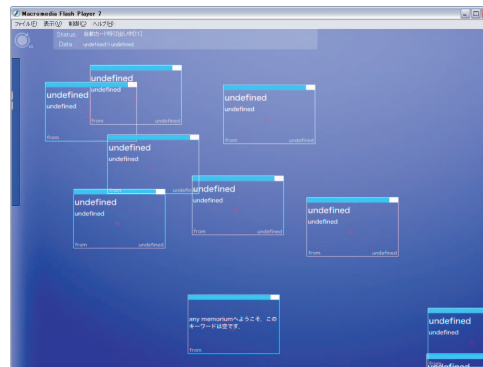 Macromedia Flash Player 7
ファイル(F) 表示(V) 制御(C) ヘルプ(H)
Status
Data undefined/undefined
undefined
undefined
undefined
undefined
from
from undefined
undefined
undefined
from undefined
undefined
undefined
from undefined
undefined
undefined
from undefined
undefined
undefined
from undefined
undefined
undefined
from undefined
any memoriumへようこそ、この
キーワードは空です。
from
undefined
undefined
from
undefined